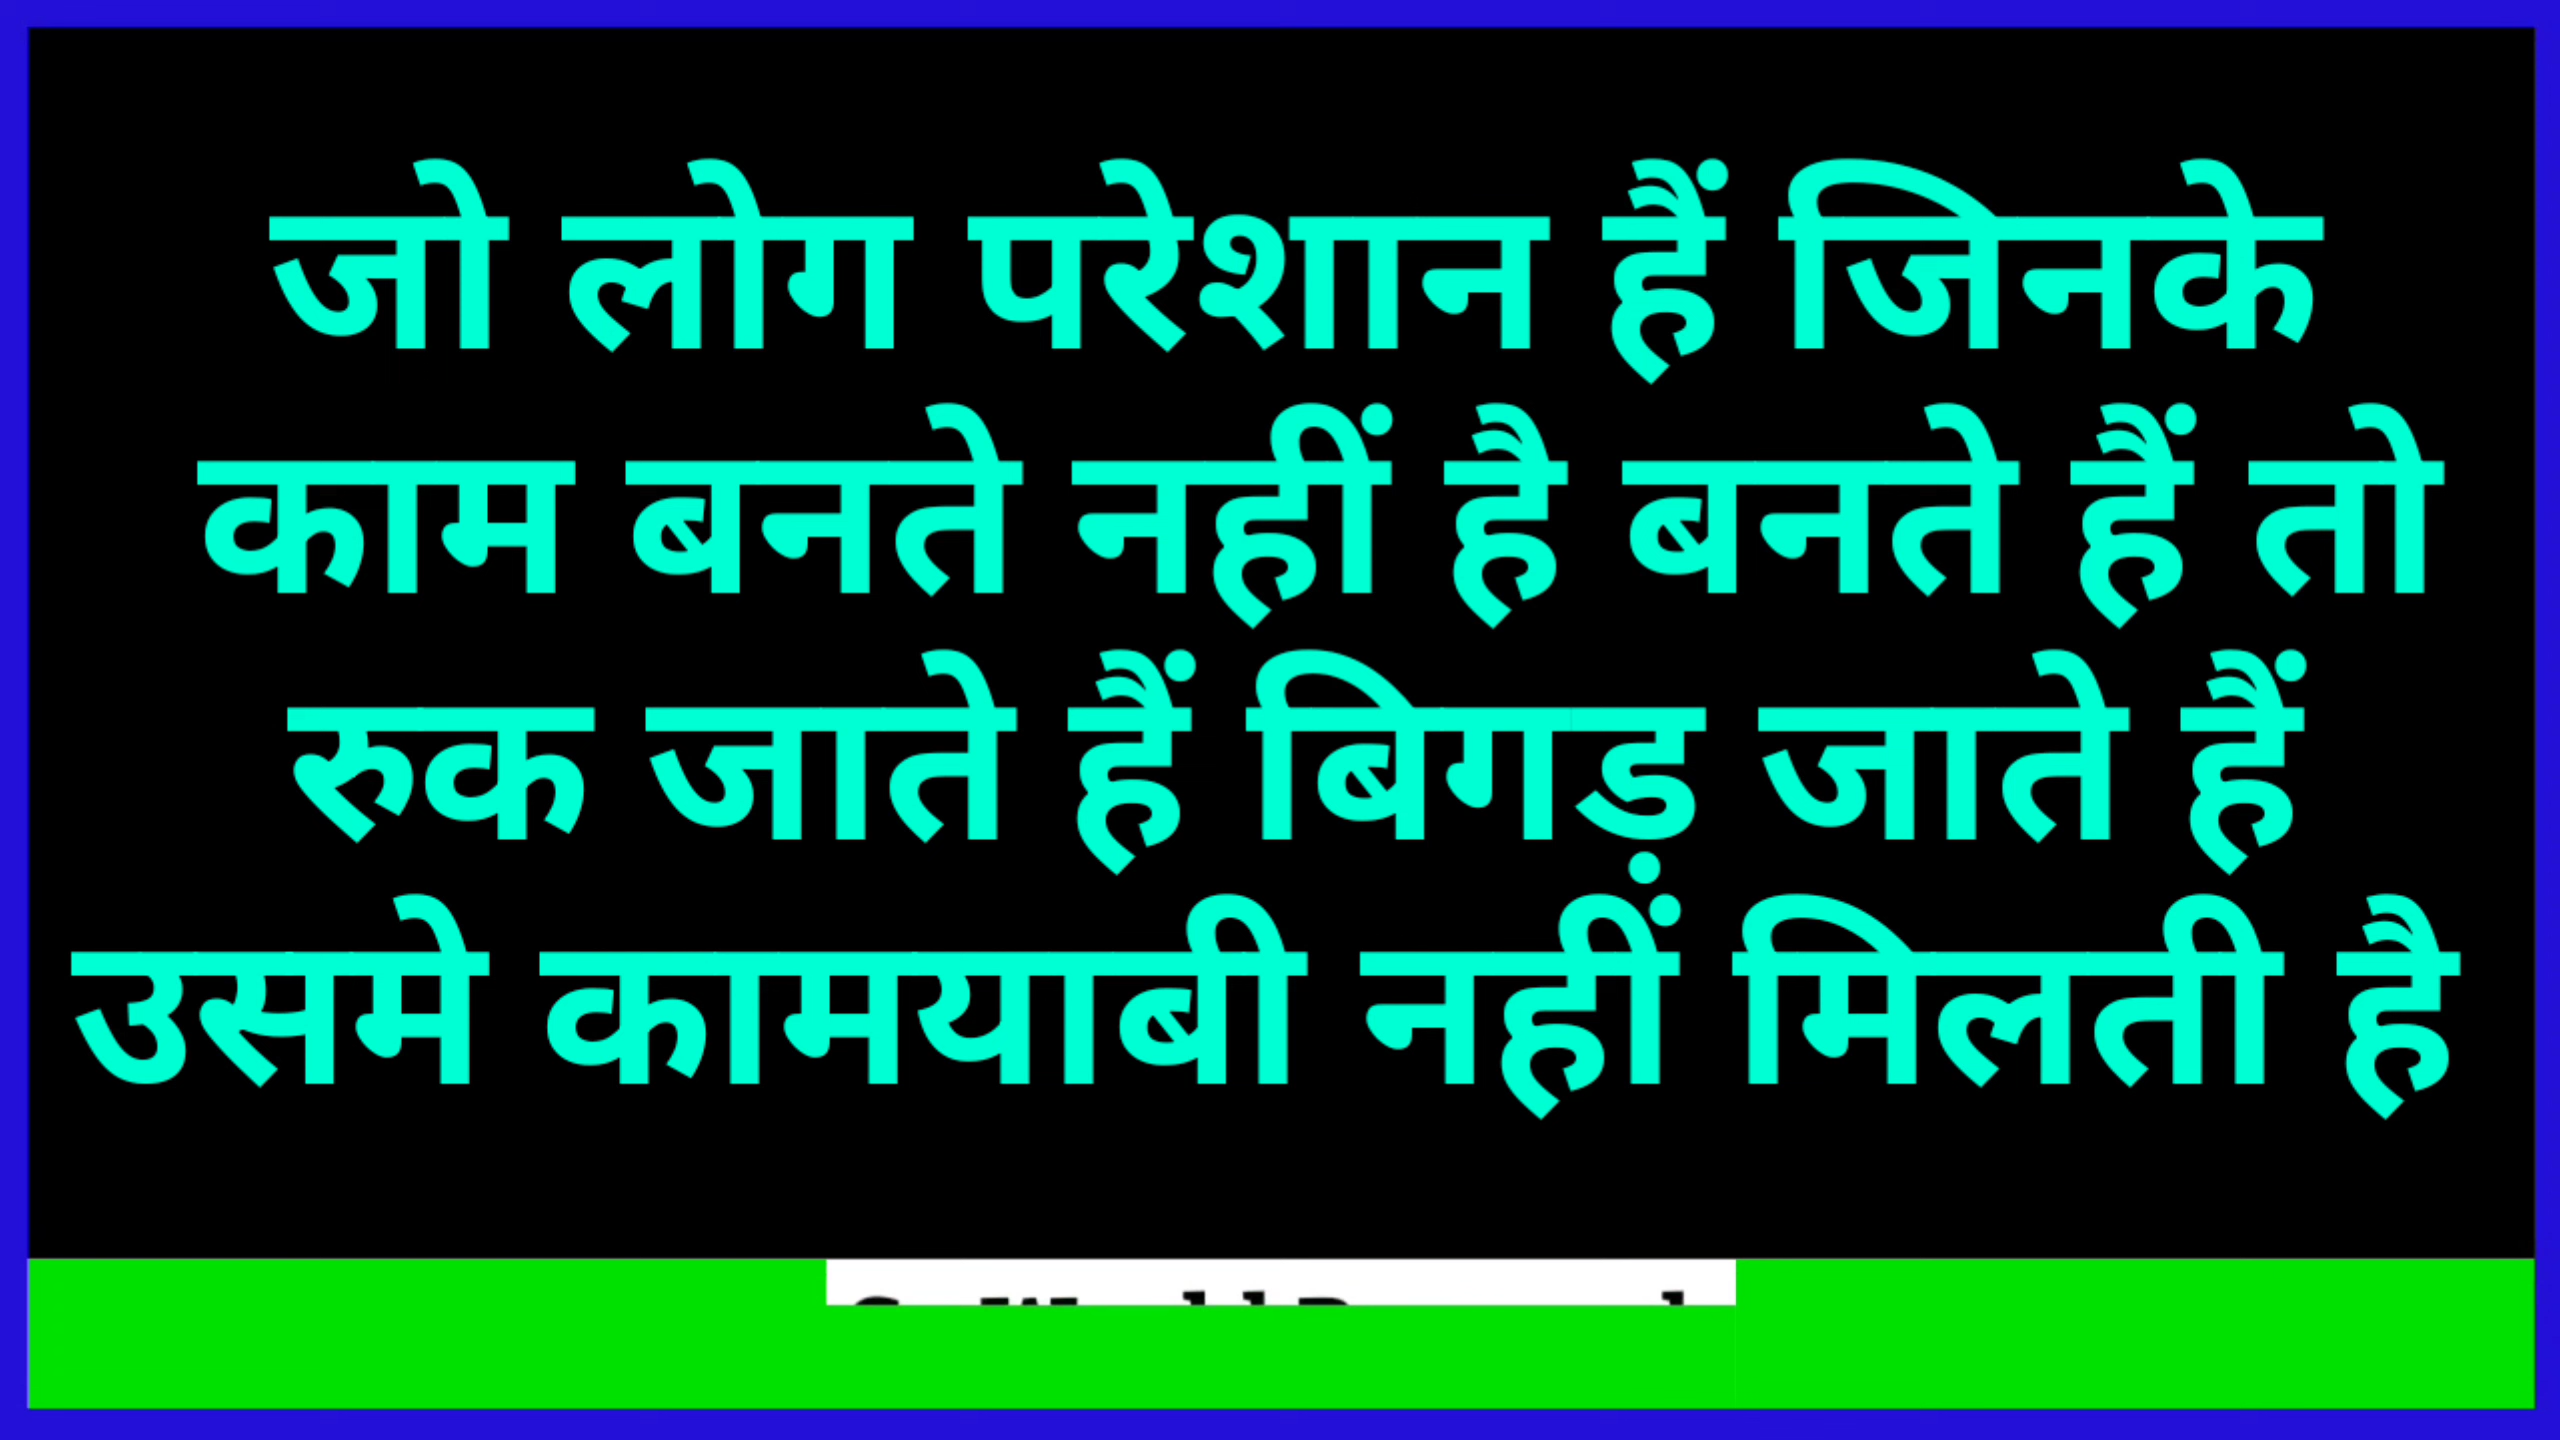 जो लोग परेशान हैं जिनके
काम बनते नहीं है बनते हैं तो
रुक जाते हैं बिगड़ जाते हैं
उसमे कामयाबी नहीं मिलती है